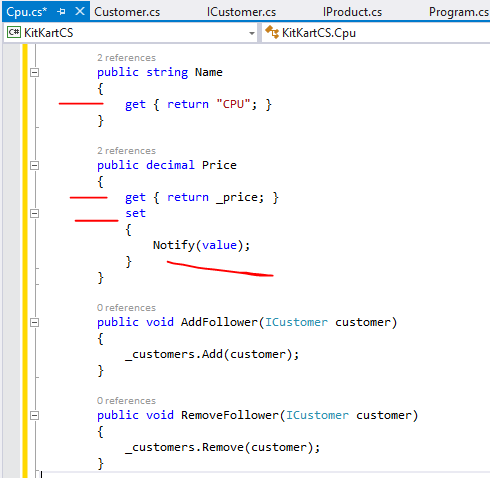 Cpu.cs* Customer.cs ICustomer.cs IProduct.cs Program.cs
C# KitKartCS KitKartCS.Cpu
2 references
public string Name
{
get { return "CPU"; }
}
2 references
public decimal Price
{
get { return _price; }
set
{
Notify(value);
}
}
0 references
public void AddFollower(ICustomer customer)
{
_customers.Add(customer);
}
0 references
public void RemoveFollower(ICustomer customer)
{
_customers.Remove(customer);
}